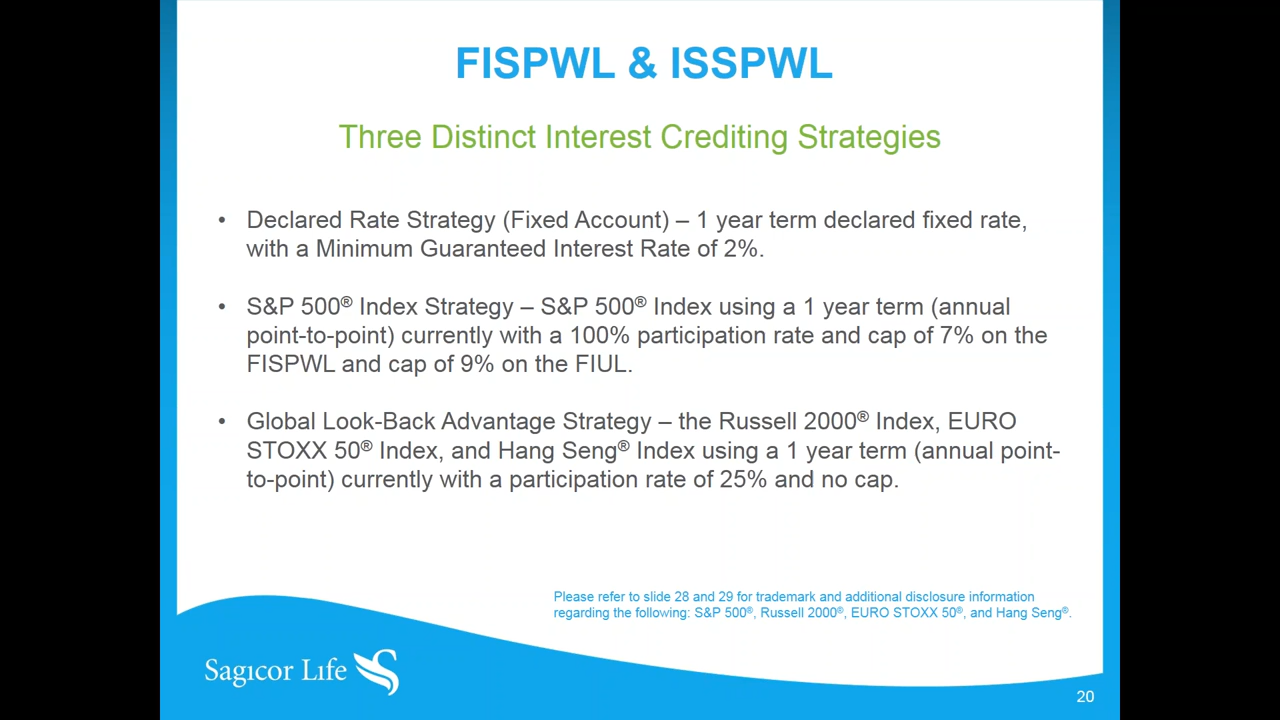 FISPWL & ISSPWL
Three Distinct Interest Crediting Strategies
• Declared Rate Strategy (Fixed Account) – 1 year term declared fixed rate,
with a Minimum Guaranteed Interest Rate of 2%.
• S&P 500® Index Strategy – S&P 500® Index using a 1 year term (annual
point-to-point) currently with a 100% participation rate and cap of 7% on the
FISPWL and cap of 9% on the FIUL.
• Global Look-Back Advantage Strategy – the Russell 2000® Index, EURO
STOXX 50® Index, and Hang Seng® Index using a 1 year term (annual point-
to-point) currently with a participation rate of 25% and no cap.
Please refer to slide 28 and 29 for trademark and additional disclosure information
regarding the following: S&P 500®, Russell 2000®, EURO STOXX 50®, and Hang Seng®.
Sagicor Life
20